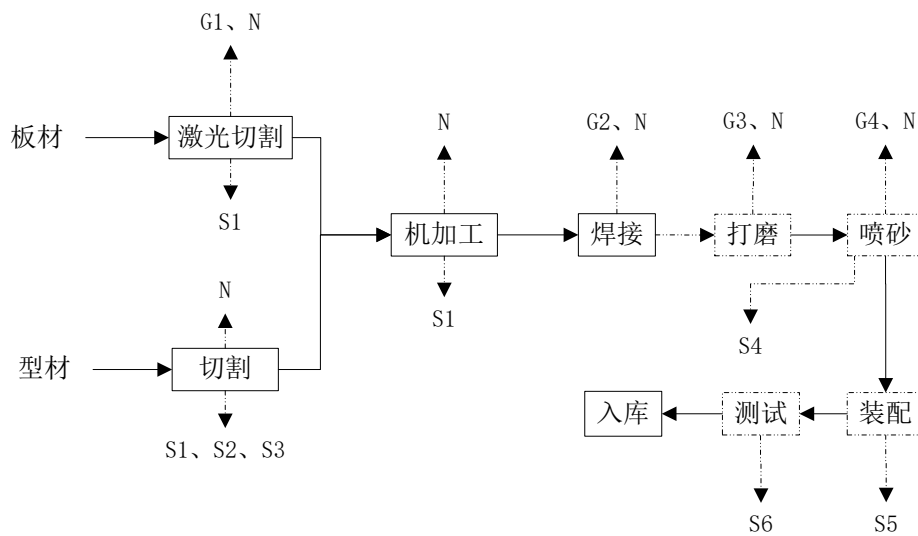 G1、N
板材
激光切割
S1
N
机加工
S1
G2、N
焊接
G3、N
打磨
G4、N
喷砂
S4
N
型材
切割
S1、S2、S3
入库
测试
装配
S6
S5